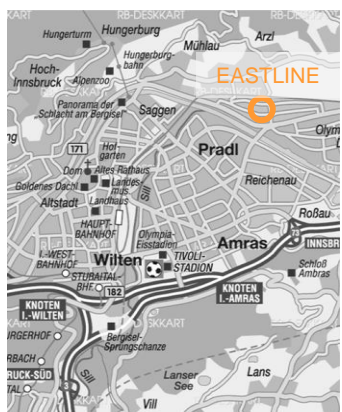 RB-DESKKART
RB-DESKKART
Hungerturm
Hungerburg
Mühlau
Arzl
Hungerburg-
bahn
Hoch-
Innsbruck
Alpenzoo
EASTLINE
Panorama der
"Schlacht am Bergisel"
Saggen
Olym
ng
171
Hof-
garten
Pradl
Dom
Altes Rathaus
Goldenes Dachl
Landes-
mus.
Sill
Reichenau
Altstadt
Landhaus
HAUPT-
BAHNHOF
Roßau
Olympia-
Eisstadion
Amras
INNSBR
I.-WEST-
BAHNHOF
Wilten
TIVOLI-
STADION
Schloß
Ambras
STUBAITAL-
BHF.
182
KNOTEN
I.-AMRAS
KNOTEN
I.-WILTEN
URGERHOF
Bergisel-
Sprungschanze
RBACH
RUCK-SÜD
Sill
Lanser
See
Lans
TAL
Vill